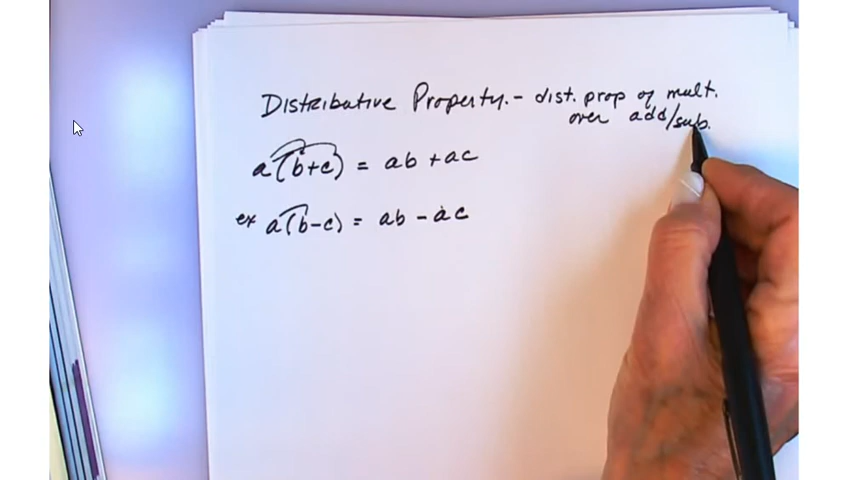 Distributive Property. - dist. prop of mult.
over add/sub.
a(b+c) = ab + ac
ex a(b-c) = ab - ac